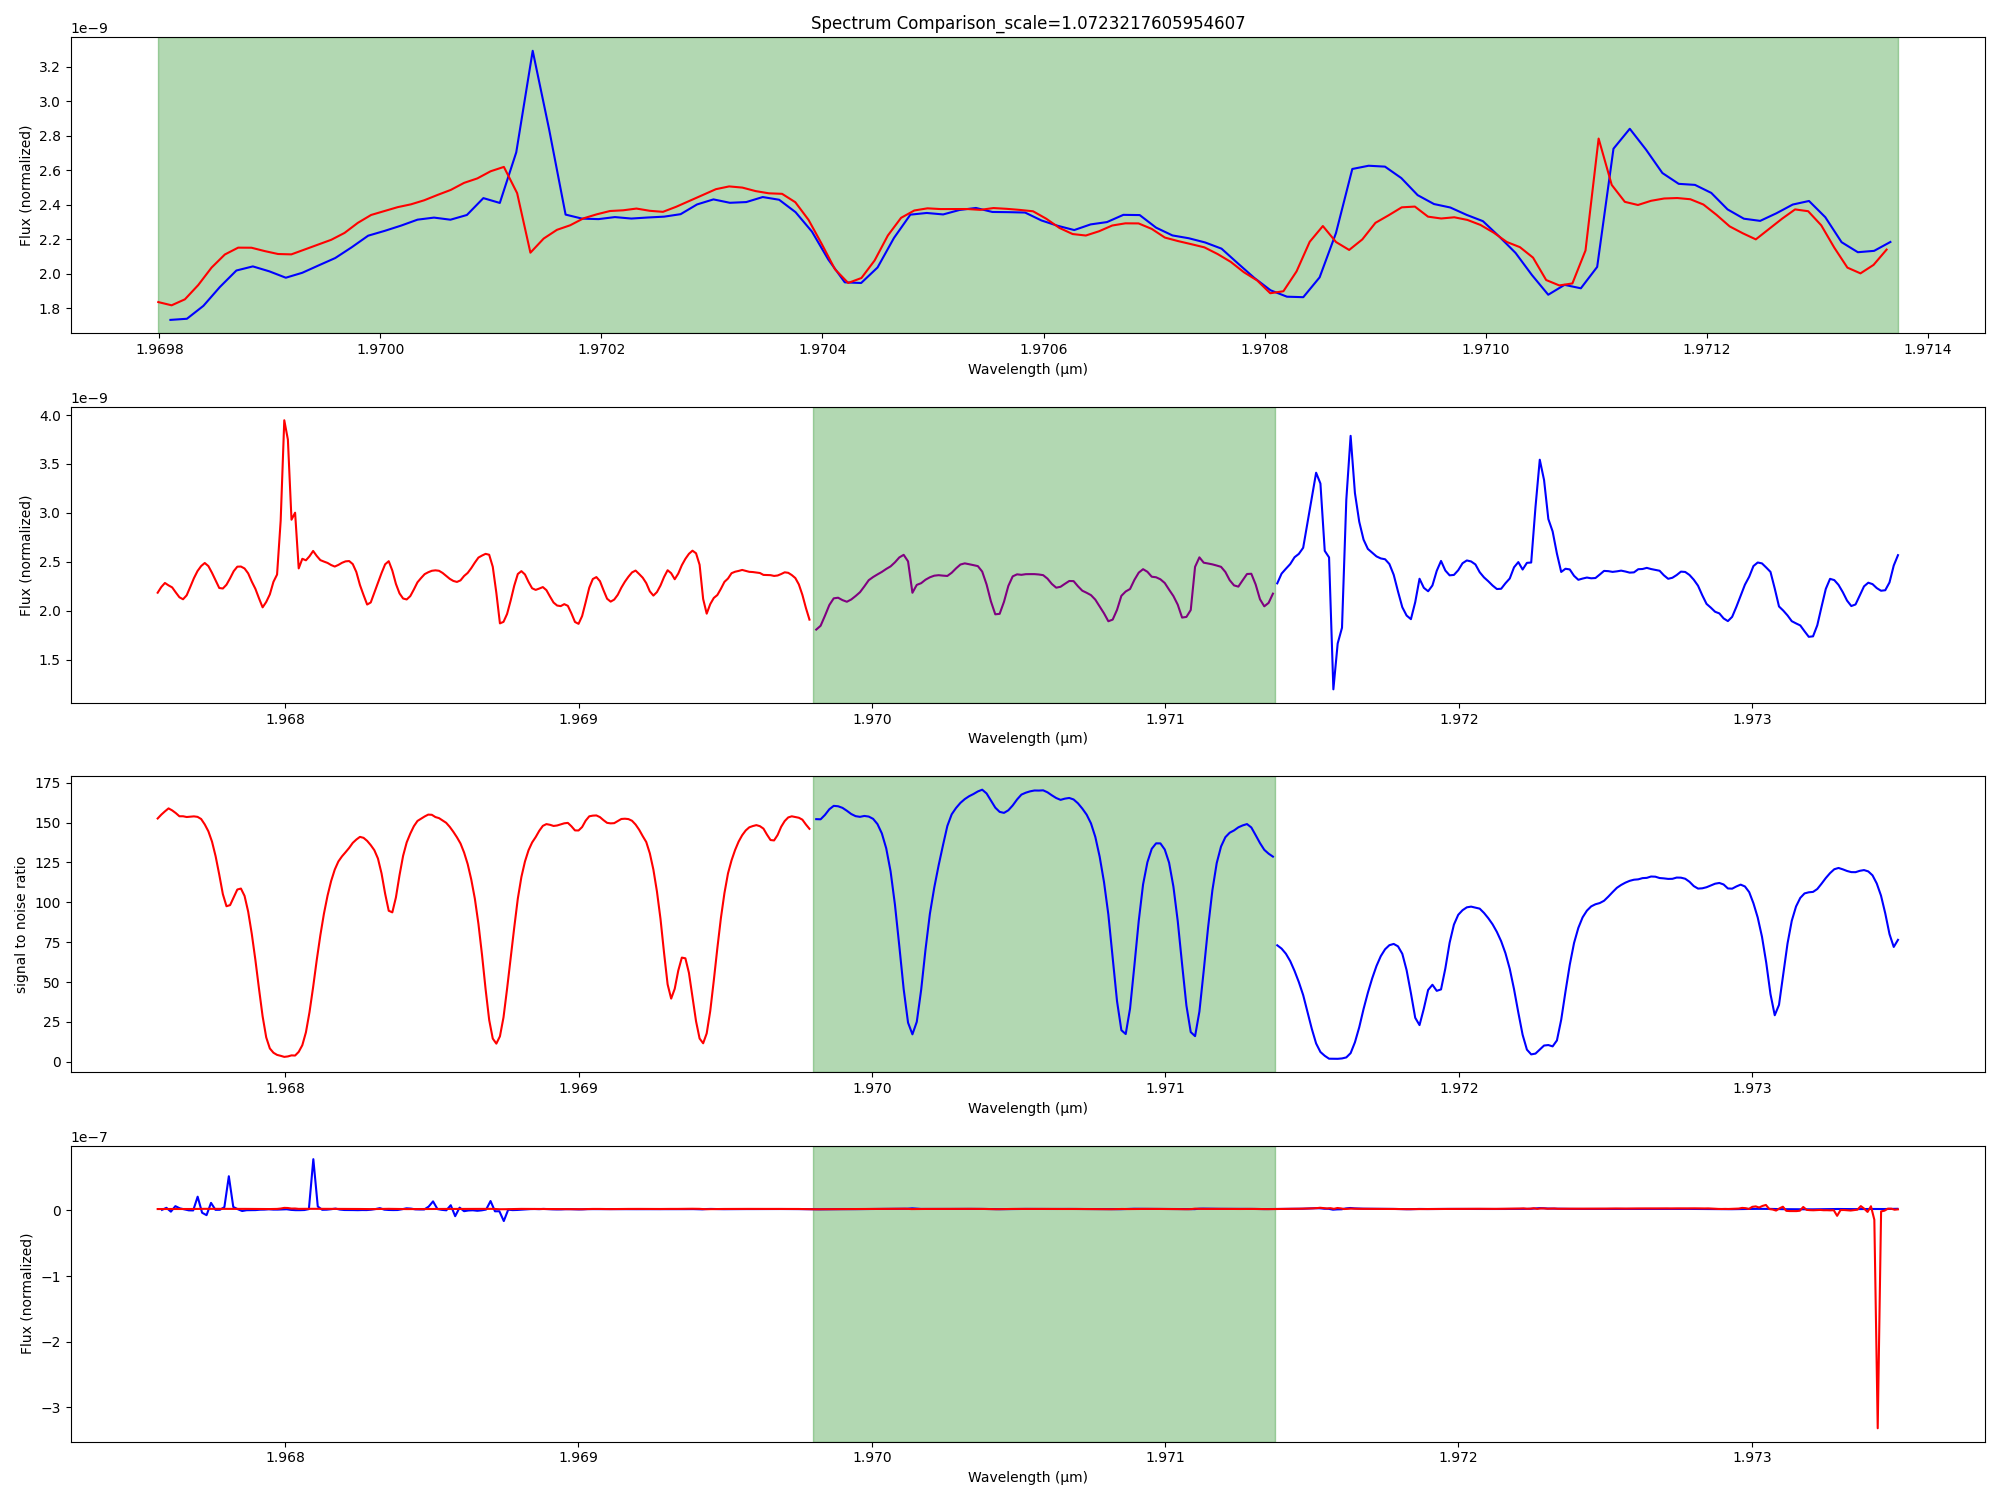 Spectrum Comparison_scale=1.0723217605954607
1e−9
3.2
3.0
2.8
2.6
2.4
2.2
2.0
1.8
Flux (normalized)
1.9698 1.9700 1.9702 1.9704 1.9706 1.9708 1.9710 1.9712 1.9714
Wavelength (μm)
1e−9
4.0
3.5
3.0
2.5
2.0
1.5
Flux (normalized)
1.968 1.969 1.970 1.971 1.972 1.973
Wavelength (μm)
175
150
125
100
75
50
25
0
signal to noise ratio
1.968 1.969 1.970 1.971 1.972 1.973
Wavelength (μm)
1e−7
0
−1
−2
−3
Flux (normalized)
1.968 1.969 1.970 1.971 1.972 1.973
Wavelength (μm)